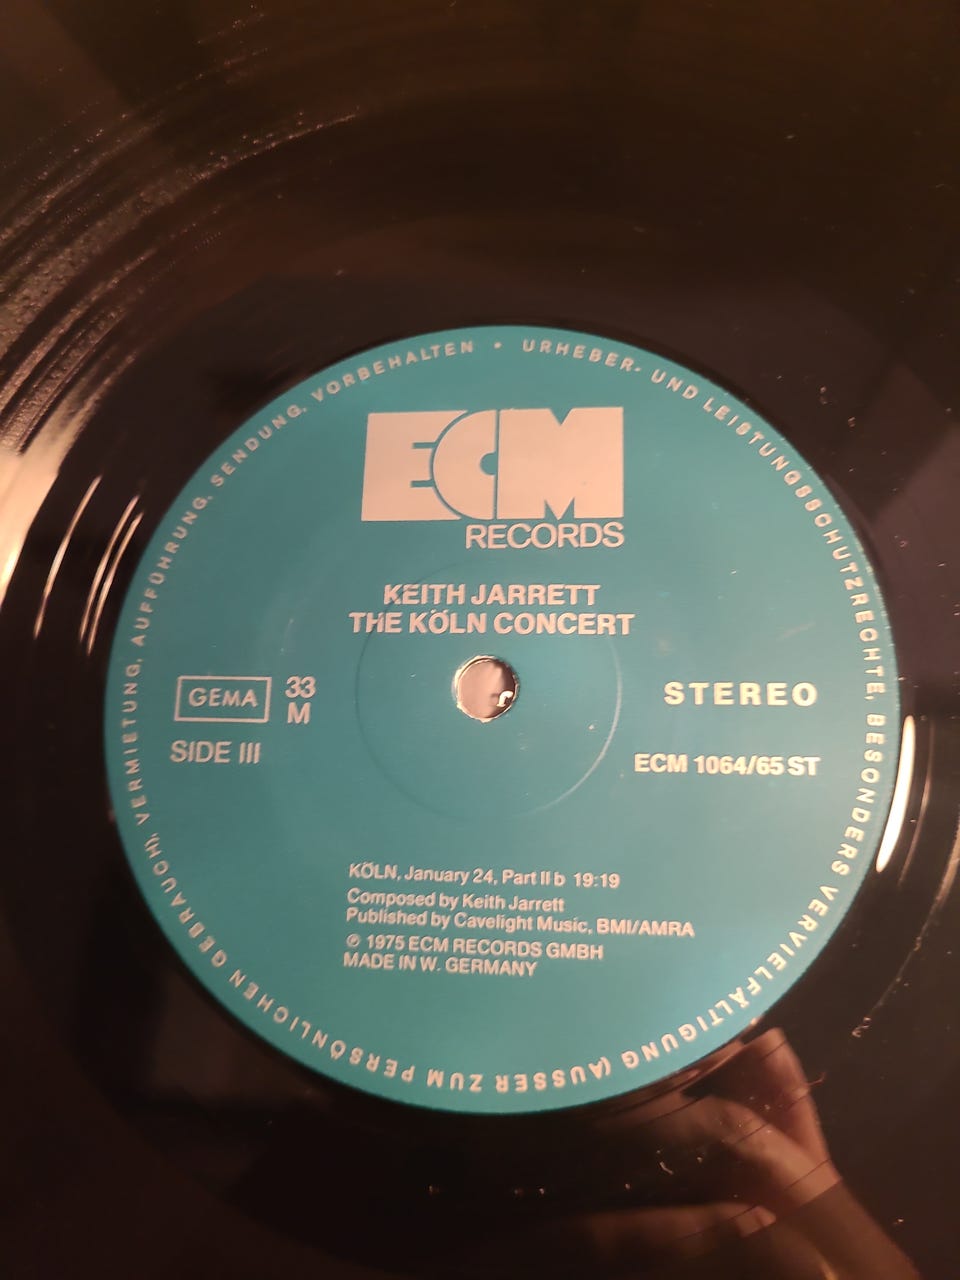 URHEBER- UND LEISTUNGSSCHUTZRECHTE, BESONDERS VERVIELFÄLTIGUNG (AUSSER ZUM PERSÖNLICHEN GEBRAUCH), VERMIETUNG, AUFFÜHRUNG, SENDUNG, VORBEHALTEN •
ECM
RECORDS
KEITH JARRETT
THE KÖLN CONCERT
GEMA 33
M
STEREO
SIDE III
ECM 1064/65 ST
KÖLN, January 24, Part II b 19:19
Composed by Keith Jarrett
Published by Cavelight Music, BMI/AMRA
℗ 1975 ECM RECORDS GMBH
MADE IN W. GERMANY